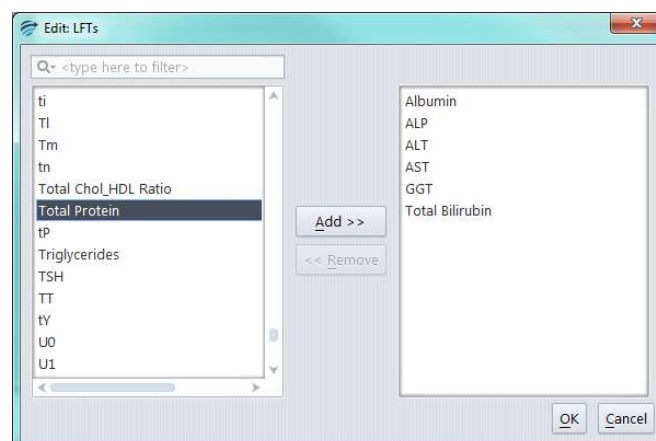 Edit: LFTs
<type here to filter>
ti
Tl
Tm
tn
Total Chol_HDL Ratio
Total Protein
tP
Triglycerides
TSH
TT
tY
U0
U1
Add >>
<< Remove
Albumin
ALP
ALT
AST
GGT
Total Bilirubin
OK
Cancel